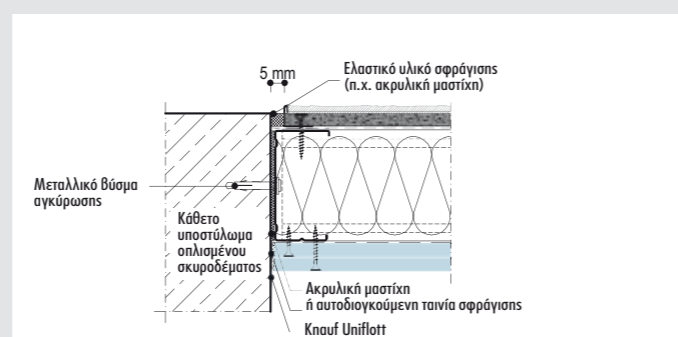 5 mm
Ελαστικό υλικό σφράγισης
(π.χ. ακρυλική μαστίχη)
Μεταλλικό βύσμα
αγκύρωσης
Κάθετο
υποστύλωμα
οπλισμένου
σκυροδέματος
Ακρυλική μαστίχη
ή αυτοδιογκούμενη ταινία σφράγισης
Knauf Uniflott